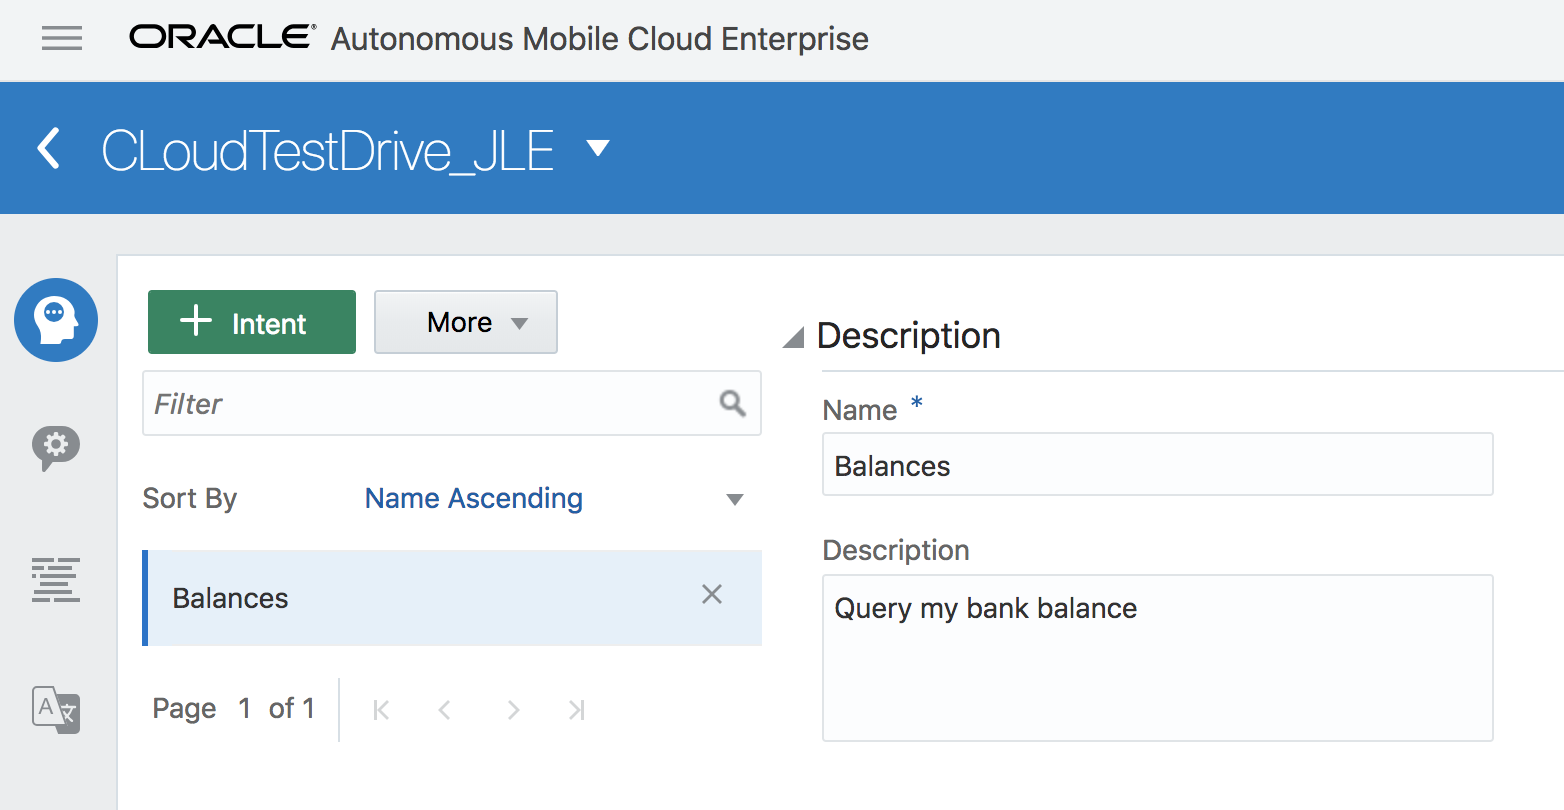 ORACLE® Autonomous Mobile Cloud Enterprise
CLoudTestDrive_JLE
Intent
More
Filter
Sort By Name Ascending
Balances
Page 1 of 1
Description
Name *
Balances
Description
Query my bank balance
A 文